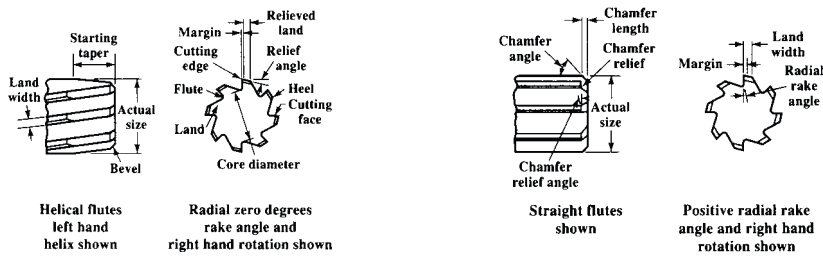 Starting
taper
Land
width
Actual
size
Bevel
Helical flutes
left hand
helix shown
Relieved
land
Margin
Cutting
edge
Relief
angle
Flute
Heel
Cutting
face
Land
Core diameter
Radial zero degrees
rake angle and
right hand rotation shown
Chamfer
length
Chamfer
angle
Chamfer
relief
Actual
size
Chamfer
relief angle
Straight flutes
shown
Land
width
Margin
Radial
rake
angle
Positive radial rake
angle and right hand
rotation shown